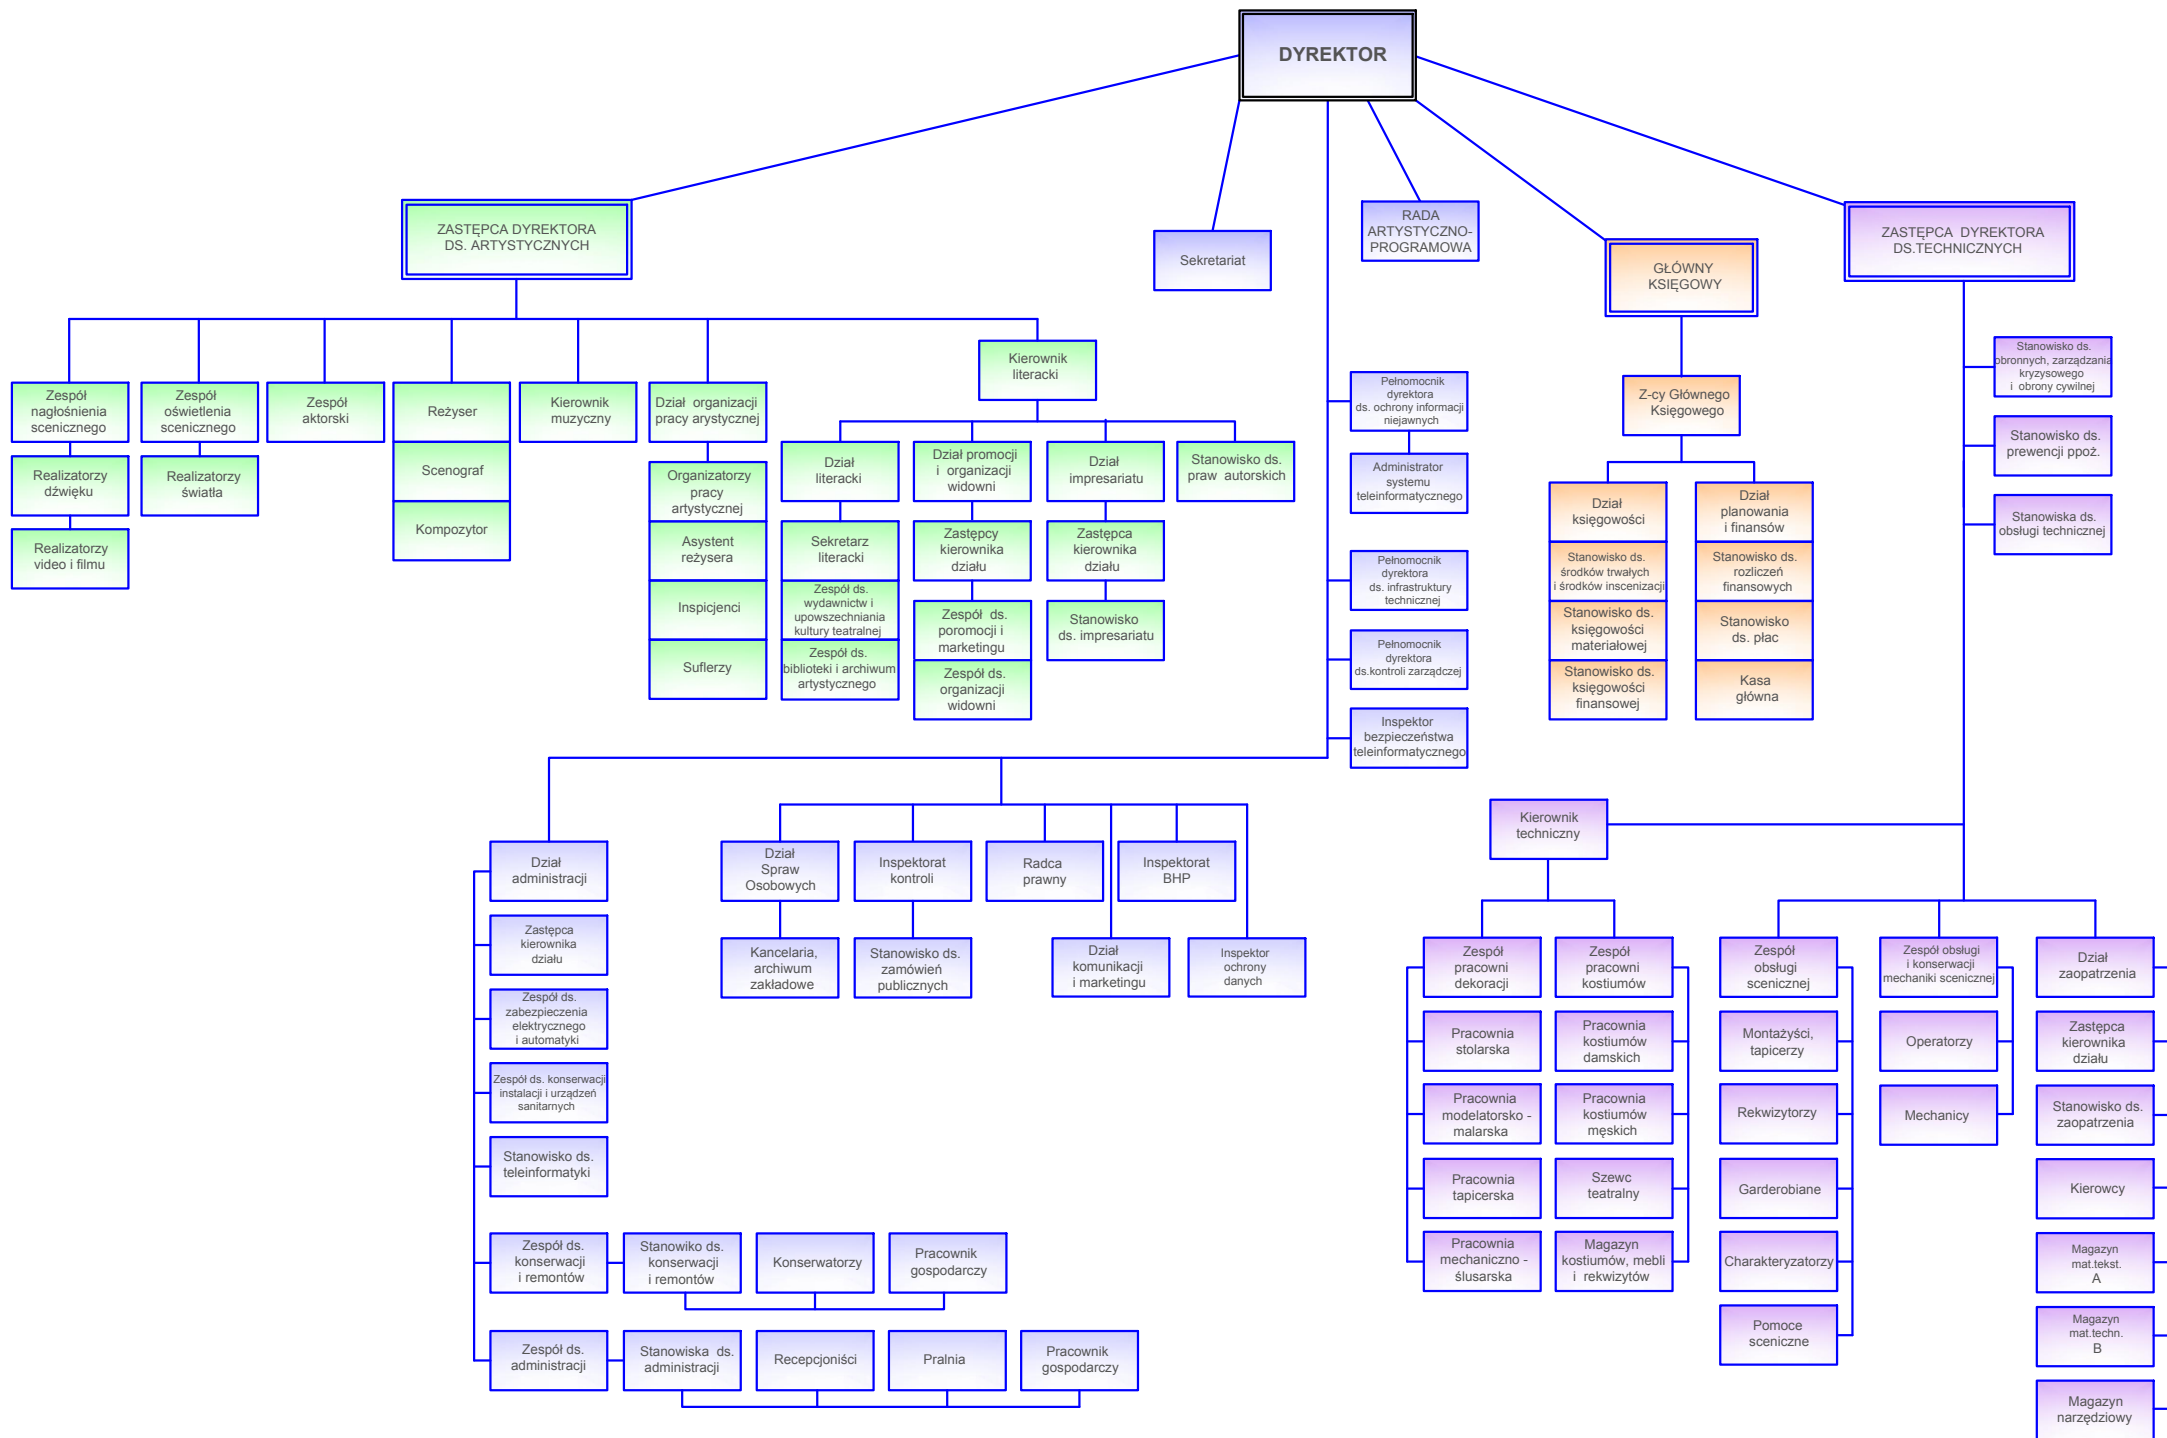 DYREKTOR
ZASTĘPCA DYREKTORA
DS. ARTYSTYCZNYCH
Sekretariat
RADA
ARTYSTYCZNO-
PROGRAMOWA
GŁÓWNY
KSIĘGOWY
ZASTĘPCA DYREKTORA
DS.TECHNICZNYCH
Zespół
nagłośnienia
scenicznego
Realizatorzy
dźwięku
Realizatorzy
video i filmu
Zespół
oświetlenia
scenicznego
Realizatorzy
światła
Zespół
aktorski
Reżyser
Scenograf
Kompozytor
Kierownik
muzyczny
Dział organizacji
pracy arystycznej
Organizatorzy
pracy
artystycznej
Asystent
reżysera
Inspicjenci
Suflerzy
Kierownik
literacki
Dział
literacki
Sekretarz
literacki
Zespół ds.
wydawnictw i
upowszechniania
kultury teatralnej
Zespół ds.
biblioteki i archiwum
artystycznego
Dział promocji
i organizacji
widowni
Zastępcy
kierownika
działu
Zespół ds.
poromocji i
marketingu
Zespół ds.
organizacji
widowni
Dział
impresariatu
Zastępca
kierownika
działu
Stanowisko
ds. impresariatu
Stanowisko ds.
praw autorskich
Pełnomocnik
dyrektora
ds. ochrony informacji
niejawnych
Administrator
systemu
teleinformatycznego
Pełnomocnik
dyrektora
ds. infrastruktury
technicznej
Pełnomocnik
dyrektora
ds.kontroli zarządczej
Inspektor
bezpieczeństwa
teleinformatycznego
Z-cy Głównego
Księgowego
Dział
księgowości
Stanowisko ds.
środków trwałych
i środków inscenizacji
Stanowisko ds.
księgowości
materiałowej
Stanowisko ds.
księgowości
finansowej
Dział
planowania
i finansów
Stanowisko ds.
rozliczeń
finansowych
Stanowisko
ds. płac
Kasa
główna
Stanowisko ds.
obronnych, zarządzania
kryzysowego
i obrony cywilnej
Stanowisko ds.
prewencji ppoż.
Stanowiska ds.
obsługi technicznej
Dział
administracji
Zastępca
kierownika
działu
Zespół ds.
zabezpieczenia
elektrycznego
i automatyki
Zespół ds. konserwacji
instalacji i urządzeń
sanitarnych
Stanowisko ds.
teleinformatyki
Zespół ds.
konserwacji
i remontów
Stanowiko ds.
konserwacji
i remontów
Konserwatorzy
Pracownik
gospodarczy
Zespół ds.
administracji
Stanowiska ds.
administracji
Recepcjoniści
Pralnia
Pracownik
gospodarczy
Dział
Spraw
Osobowych
Kancelaria,
archiwum
zakładowe
Inspektorat
kontroli
Stanowisko ds.
zamówień
publicznych
Radca
prawny
Dział
komunikacji
i marketingu
Inspektorat
BHP
Inspektor
ochrony
danych
Kierownik
techniczny
Zespół
pracowni
dekoracji
Pracownia
stolarska
Pracownia
modelatorsko -
malarska
Pracownia
tapicerska
Pracownia
mechaniczno -
ślusarska
Zespół
pracowni
kostiumów
Pracownia
kostiumów
damskich
Pracownia
kostiumów
męskich
Szewc
teatralny
Magazyn
kostiumów, mebli
i rekwizytów
Zespół
obsługi
scenicznej
Montażyści,
tapicerzy
Rekwizytorzy
Garderobiane
Charakteryzatorzy
Pomoce
sceniczne
Zespół obsługi
i konserwacji
mechaniki scenicznej
Operatorzy
Mechanicy
Dział
zaopatrzenia
Zastępca
kierownika
działu
Stanowisko ds.
zaopatrzenia
Kierowcy
Magazyn
mat.tekst.
A
Magazyn
mat.techn.
B
Magazyn
narzędziowy